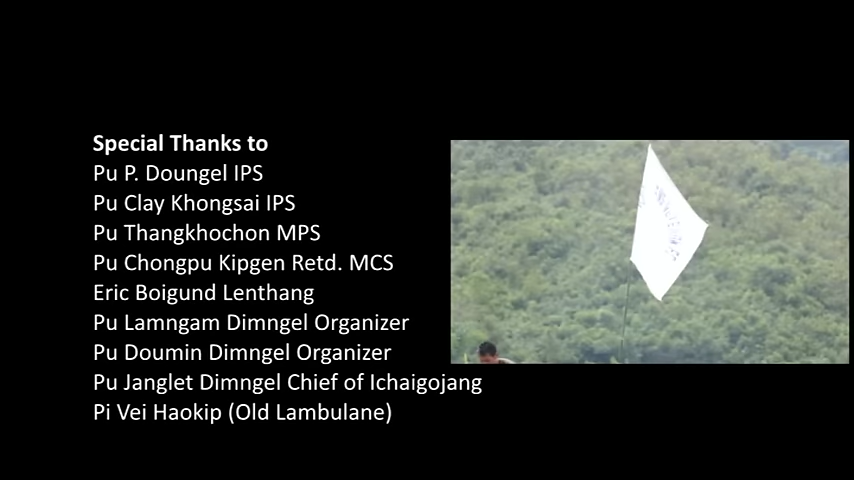 Special Thanks to
Pu P. Doungel IPS
Pu Clay Khongsai IPS
Pu Thangkhochon MPS
Pu Chongpu Kipgen Retd. MCS
Eric Boigund Lenthang
Pu Lamngam Dimngel Organizer
Pu Doumin Dimngel Organizer
Pu Janglet Dimngel Chief of Ichaigojang
Pi Vei Haokip (Old Lambulane)